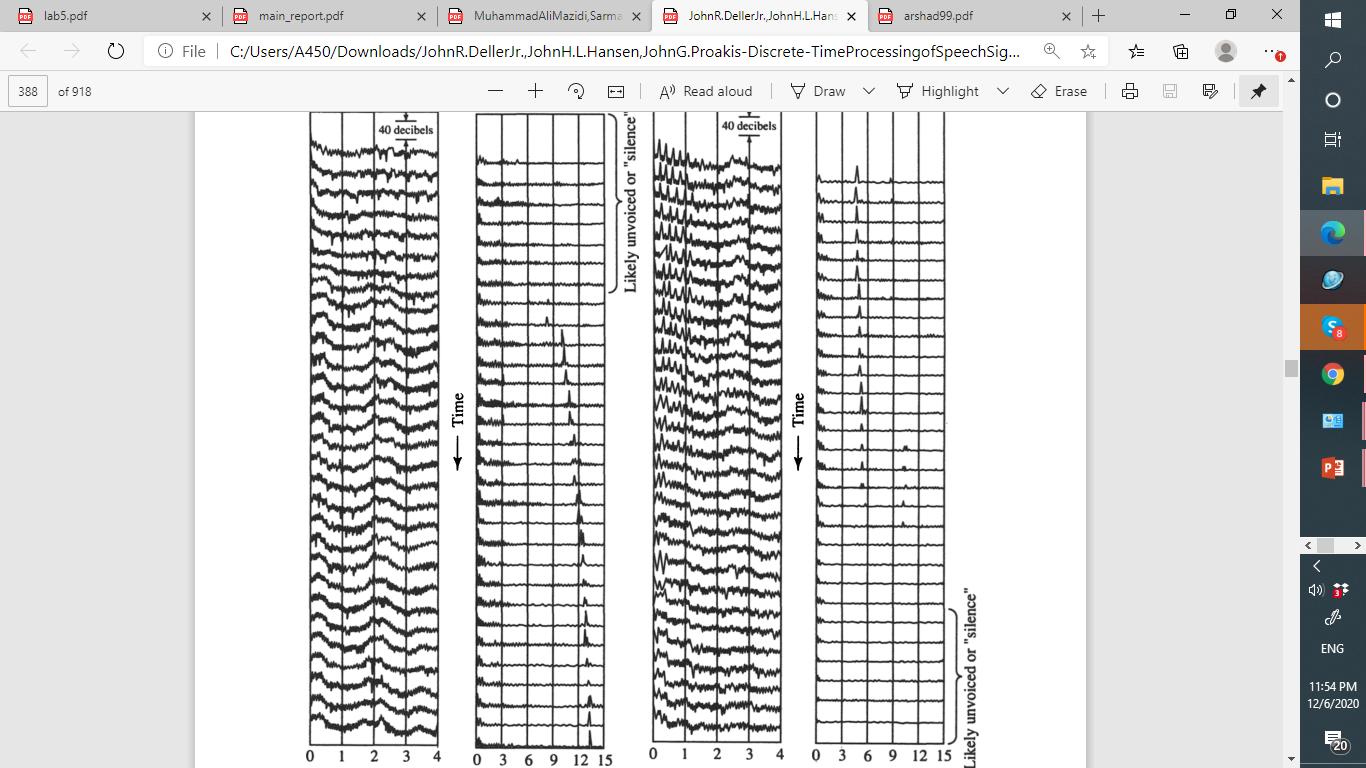 lab5.pdf
main_report.pdf
MuhammadAliMazidi,Sarma
JohnR.DellerJr.,JohnH.L.Hans
arshad99.pdf
File
C:/Users/A450/Downloads/JohnR.DellerJr.,JohnH.L.Hansen,JohnG.Proakis-Discrete-TimeProcessingofSpeechSig...
388
of 918
Read aloud
Draw
Highlight
Erase
40 decibels
Likely unvoiced or "silence"
40 decibels
Time
Time
Likely unvoiced or "silence"
0 1 2 3 4
0 3 6 9 12 15
0 1 2 3 4
0 3 6 9 12 15
8
3
ENG
11:54 PM
12/6/2020
20